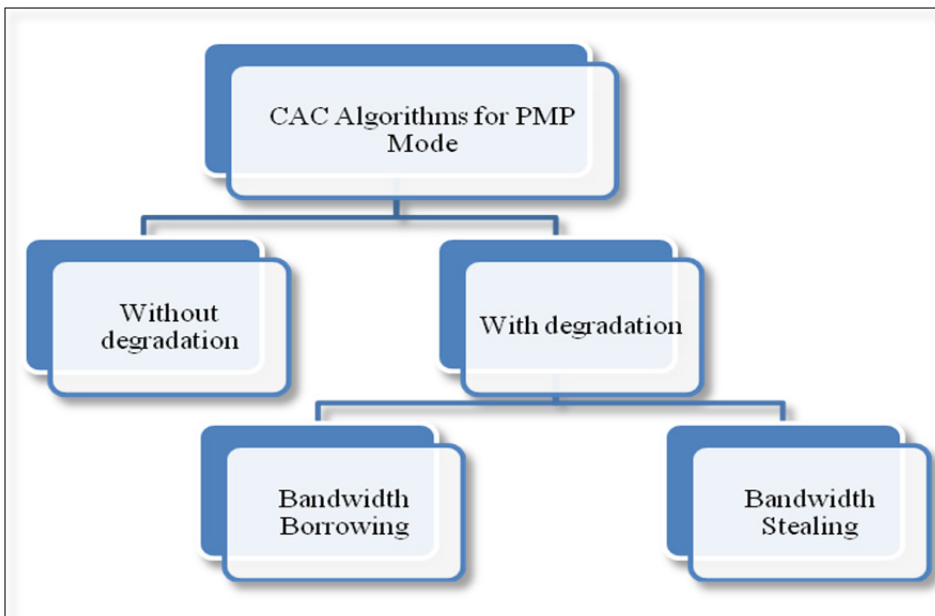 CAC Algorithms for PMP
Mode
Without
degradation
With degradation
Bandwidth
Borrowing
Bandwidth
Stealing